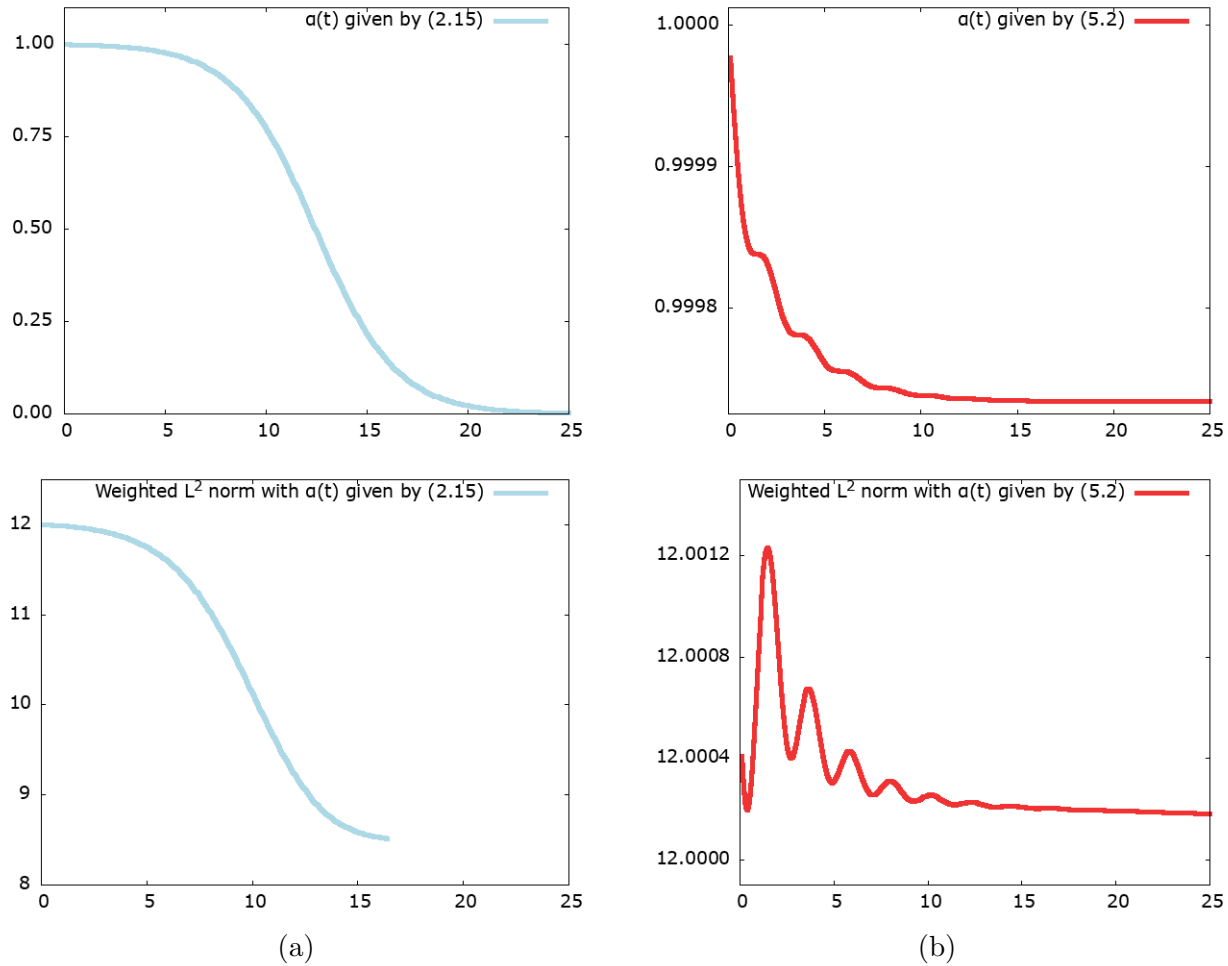 α(t) given by (2.15)
1.00
0.75
0.50
0.25
0.00
0 5 10 15 20 25
α(t) given by (5.2)
1.0000
0.9999
0.9998
0 5 10 15 20 25
Weighted L² norm with α(t) given by (2.15)
12
11
10
9
8
0 5 10 15 20 25
(a)
Weighted L² norm with α(t) given by (5.2)
12.0012
12.0008
12.0004
12.0000
0 5 10 15 20 25
(b)